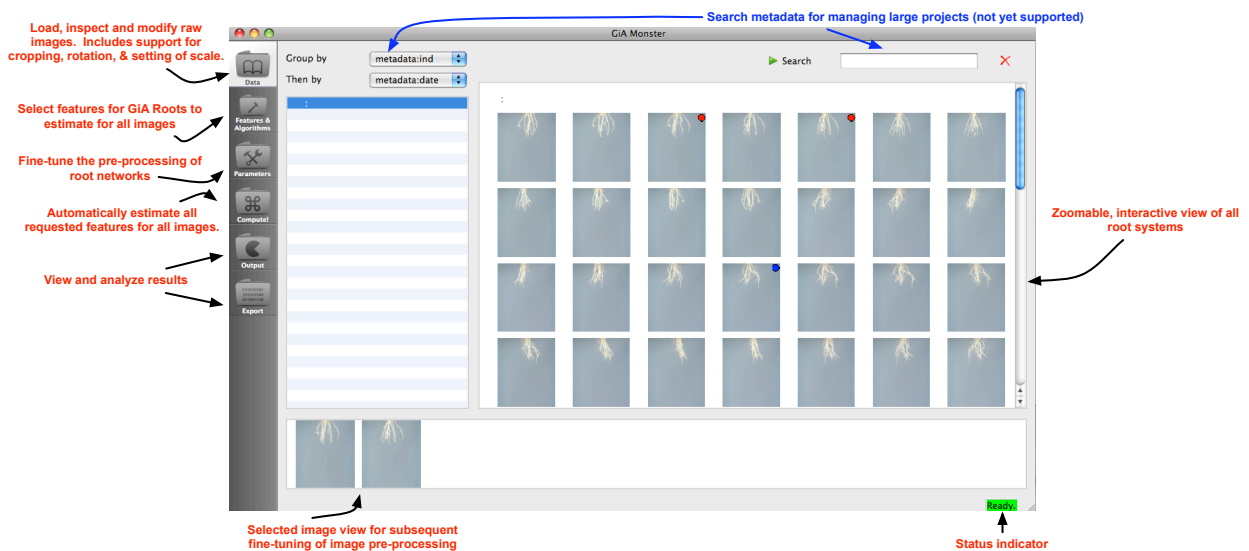 Search metadata for managing large projects (not yet supported)
Load, inspect and modify raw
images. Includes support for
cropping, rotation, & setting of scale.
Select features for GiA Roots to
estimate for all images
Fine-tune the pre-processing of
root networks
Automatically estimate all
requested features for all images.
View and analyze results
GiA Monster
Data
Features &
Algorithms
Parameters
Compute!
Output
Export
Group by
metadata:ind
Then by
metadata:date
:
Search
:
Zoomable, interactive view of all
root systems
Ready.
Selected image view for subsequent
fine-tuning of image pre-processing
Status indicator